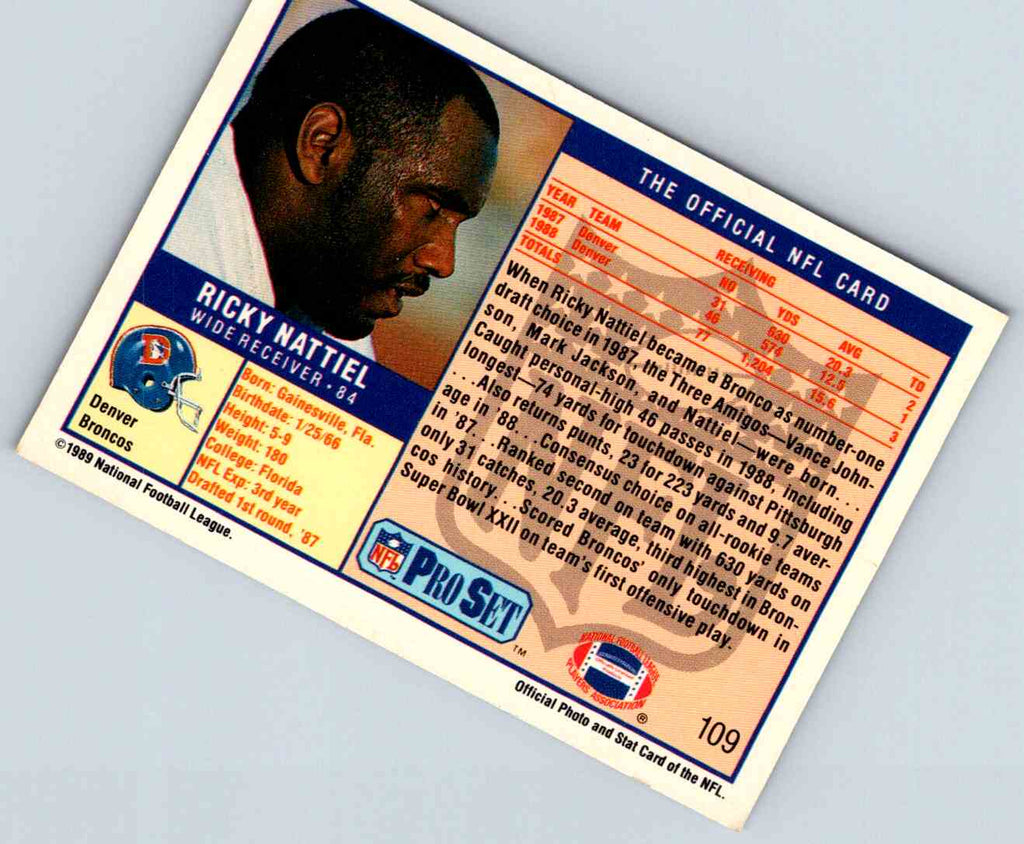 THE OFFICIAL NFL CARD
RECEIVING
YEAR TEAM NO YDS AVG TD
1987 Denver 31 630 20.3 2
1988 Denver 46 574 12.5 1
TOTALS 77 1,204 15.6 3
When Ricky Nattiel became a Bronco as number-one
draft choice in 1987, the Three Amigos—Vance John-
son, Mark Jackson, and Nattiel—were born...
Caught personal-high 46 passes in 1988, including
longest—74 yards for touchdown against Pittsburgh
...Also returns punts, 23 for 223 yards and 9.7 aver-
age in '88... Consensus choice on all-rookie teams
in '87...Ranked second on team with 630 yards on
only 31 catches, 20.3 average, third highest in Bron-
cos history...Scored Broncos' only touchdown in
Super Bowl XXII on team's first offensive play.
RICKY NATTIEL
WIDE RECEIVER • 84
Denver
Broncos
Born: Gainesville, Fla.
Birthdate: 1/25/66
Height: 5-9
Weight: 180
College: Florida
NFL Exp: 3rd year
Drafted 1st round, '87
©1989 National Football League.
NFL PRO SET
TM
NATIONAL FOOTBALL LEAGUE
PLAYERS ASSOCIATION
®
109
Official Photo and Stat Card of the NFL.